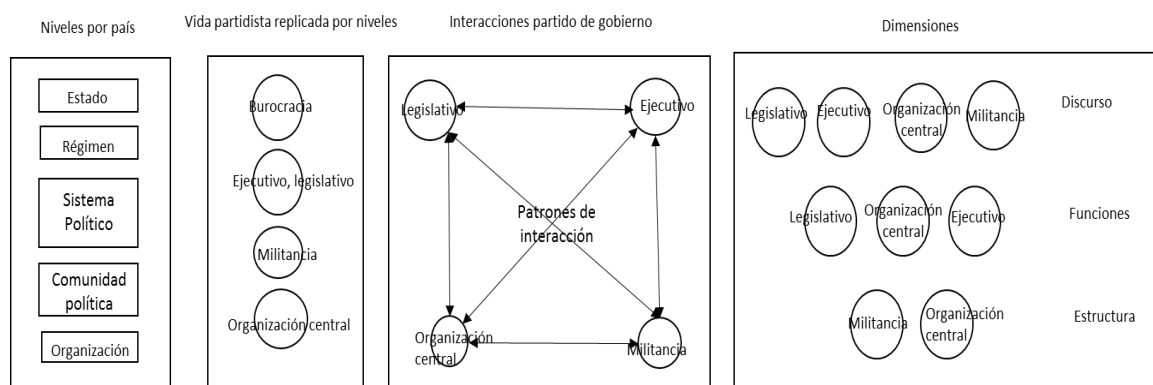 Niveles por país
Estado
Régimen
Sistema
Político
Comunidad
política
Organización
Vida partidista replicada por niveles
Burocracia
Ejecutivo, legislativo
Militancia
Organización central
Interacciones partido de gobierno
Legislativo
Ejecutivo
Patrones de
interacción
Organización
central
Militancia
Dimensiones
Legislativo
Ejecutivo
Organización
central
Militancia
Discurso
Legislativo
Organización
central
Ejecutivo
Funciones
Militancia
Organización
central
Estructura